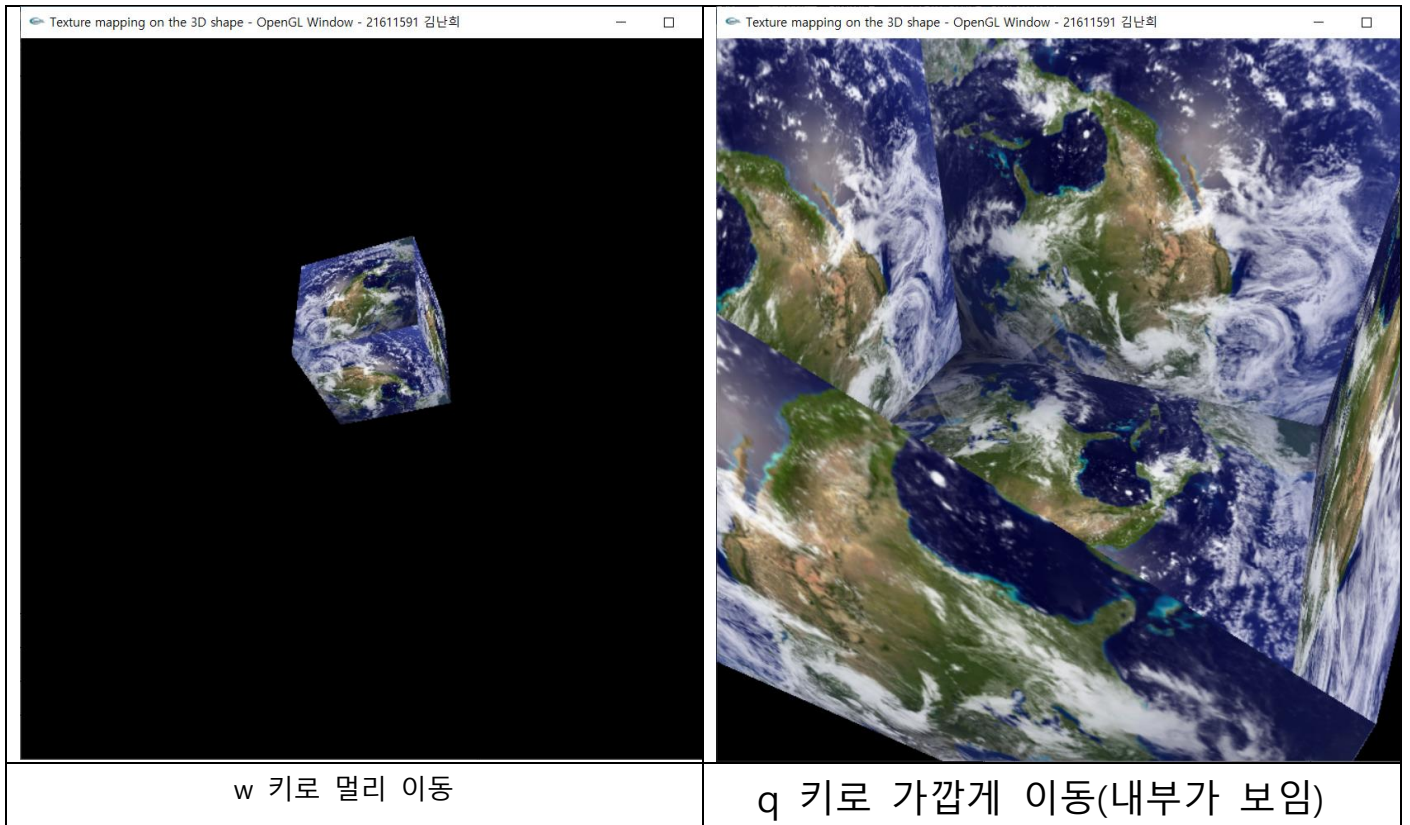 Texture mapping on the 3D shape - OpenGL Window - 21611591 김난희
Texture mapping on the 3D shape - OpenGL Window - 21611591 김난희
w 키로 멀리 이동
q 키로 가깝게 이동(내부가 보임)